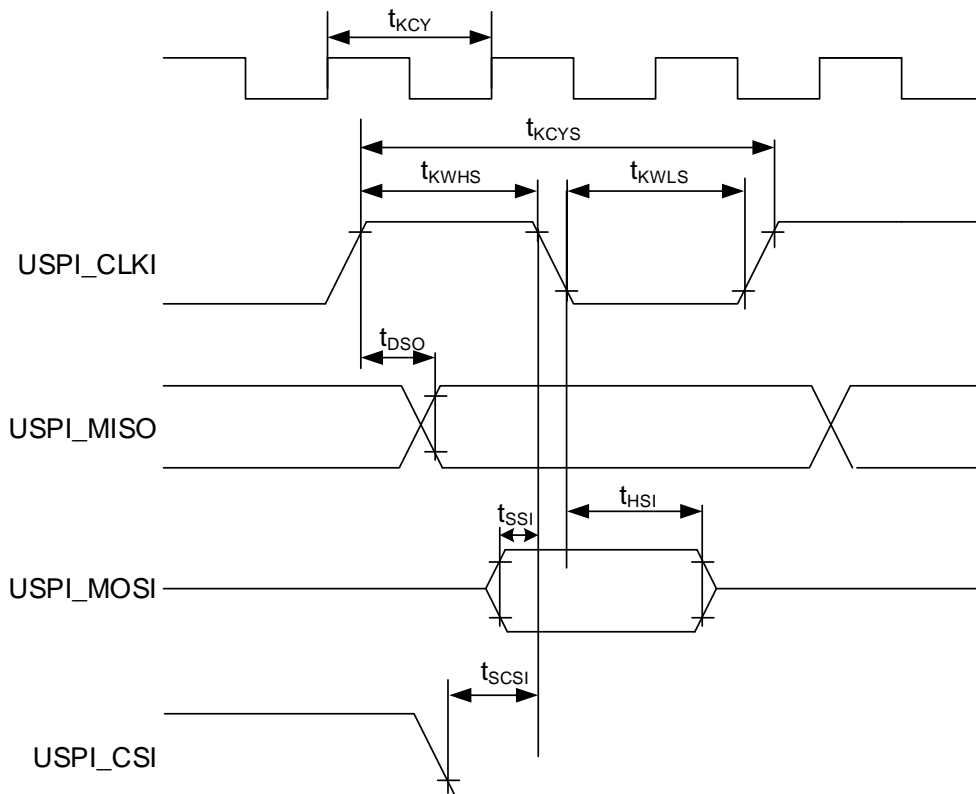 tKCY
tKCYS
tKWHS tKWLS
USPI_CLKI
tDSO
USPI_MISO
tSSI tHSI
USPI_MOSI
tSCSI
USPI_CSI